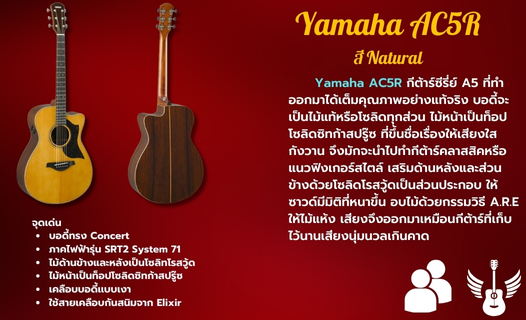 Yamaha AC5R
สี Natural
Yamaha AC5R กีต้าร์ซีรี่ย์ A5 ที่ทำ
ออกมาได้เต็มคุณภาพอย่างแท้จริง บอดี้จะ
เป็นไม้แท้หรือโซลิดทุกส่วน ไม้หน้าเป็นท็อป
โซลิดซิทก้าสปรู๊ซ ที่ขึ้นชื่อเรื่องให้เสียงใส
กังวาน จึงมักจะนำไปทำกีต้าร์คลาสสิคหรือ
แนวฟิงเกอร์สไตล์ เสริมด้านหลังและส่วน
ข้างด้วยโซลิดโรสวู้ดเป็นส่วนประกอบ ให้
ซาวด์มีมิติที่หนาขึ้น อบไม้ด้วยกรรมวิธี A.R.E
ให้ไม้แห้ง เสียงจึงออกมาเหมือนกีต้าร์ที่เก็บ
ไว้นานเสียงนุ่มนวลเกินคาด
จุดเด่น
• บอดี้ทรง Concert
• ภาคไฟฟ้ารุ่น SRT2 System 71
• ไม้ด้านข้างและหลังเป็นโซลิดโรสวู้ด
• ไม้หน้าเป็นท็อปโซลิดซิทก้าสปรู๊ซ
• เคลือบบอดี้แบบเงา
• ใช้สายเคลือบกันสนิมจาก Elixir